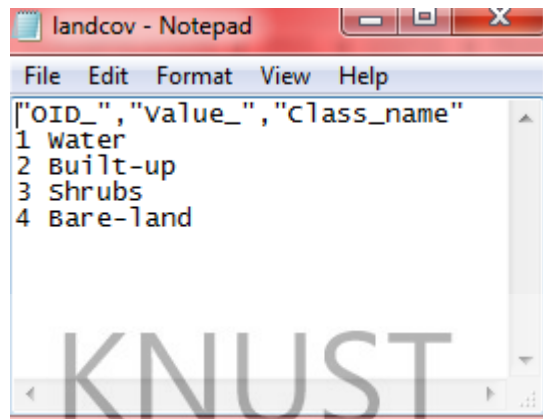 landcov - Notepad
File Edit Format View Help
"OID_","Value_","Class_name"
1 Water
2 Built-up
3 Shrubs
4 Bare-land
KNUST